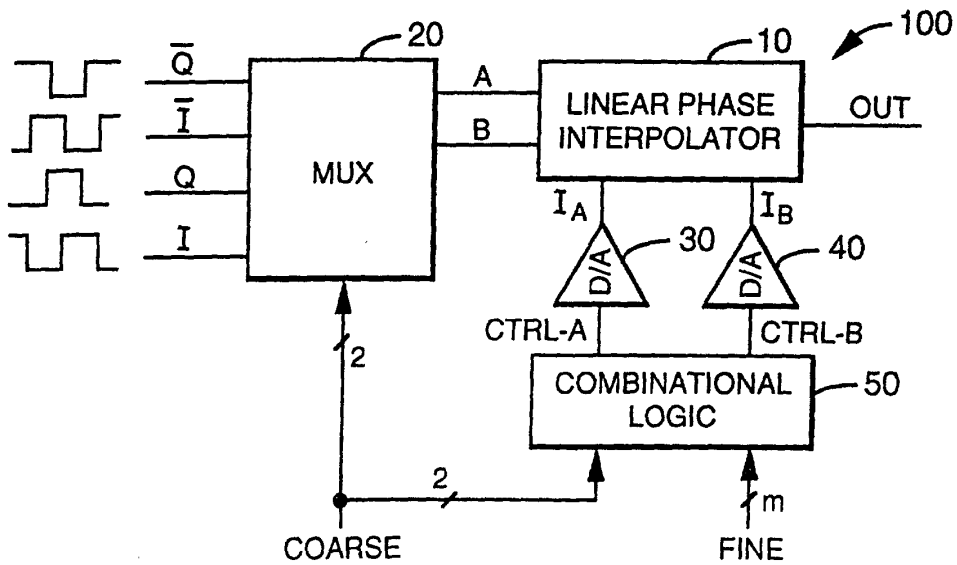 20
10
100
Q̅
I̅
Q
I
MUX
A
B
LINEAR PHASE
INTERPOLATOR
OUT
I_A
I_B
30
40
D/A
D/A
CTRL-A
CTRL-B
2
COMBINATIONAL
LOGIC
50
2
m
COARSE
FINE